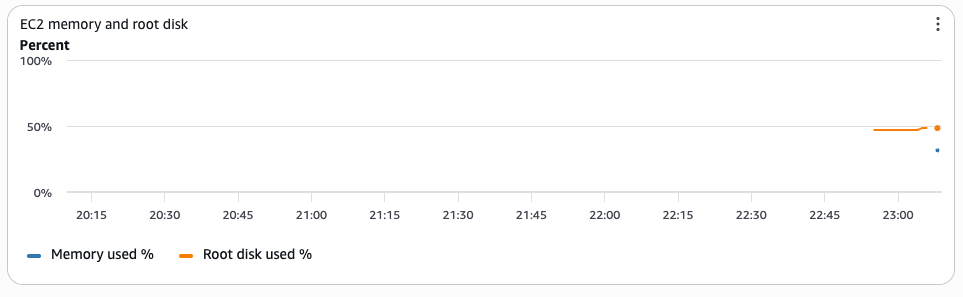 EC2 memory and root disk
Percent
100%
50%
0%
20:15 20:30 20:45 21:00 21:15 21:30 21:45 22:00 22:15 22:30 22:45 23:00
Memory used % Root disk used %